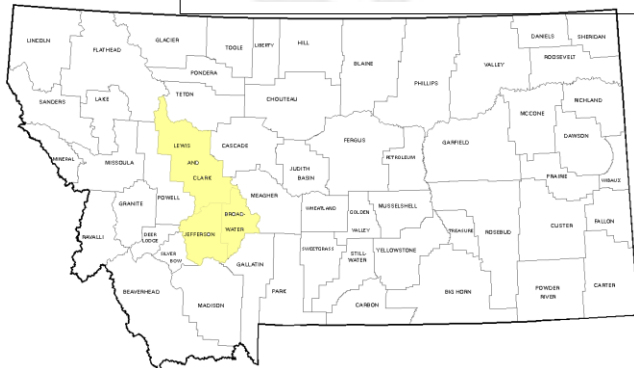 LINCOLN
FLATHEAD
GLACIER
TOOLE
LIBERTY
HILL
BLAINE
PHILLIPS
VALLEY
DANIELS
SHERIDAN
ROOSEVELT
PONDERA
TETON
CHOUTEAU
SANDERS
LAKE
RICHLAND
MCCONE
DAWSON
GARFIELD
FERGUS
PETROLEUM
CASCADE
JUDITH
BASIN
LEWIS
AND
CLARK
MINERAL
MISSOULA
POWELL
PRAIRIE
WIBAUX
MEAGHER
GRANITE
WHEATLAND
GOLDEN
VALLEY
MUSSELSHELL
BROAD-
WATER
JEFFERSON
RAVALLI
DEER
LODGE
SILVER
BOW
TREASURE
ROSEBUD
CUSTER
FALLON
SWEETGRASS
STILL-
WATER
YELLOWSTONE
GALLATIN
PARK
BEAVERHEAD
MADISON
CARBON
BIG HORN
POWDER
RIVER
CARTER